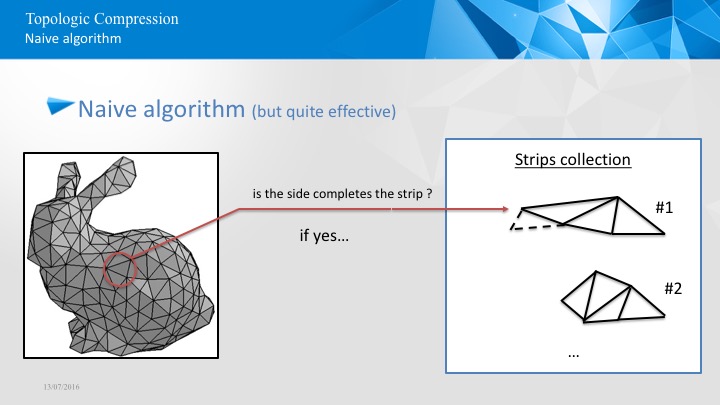 Topologic Compression
Naive algorithm
Naive algorithm (but quite effective)
Strips collection
is the side completes the strip ?
#1
if yes...
#2
...
13/07/2016